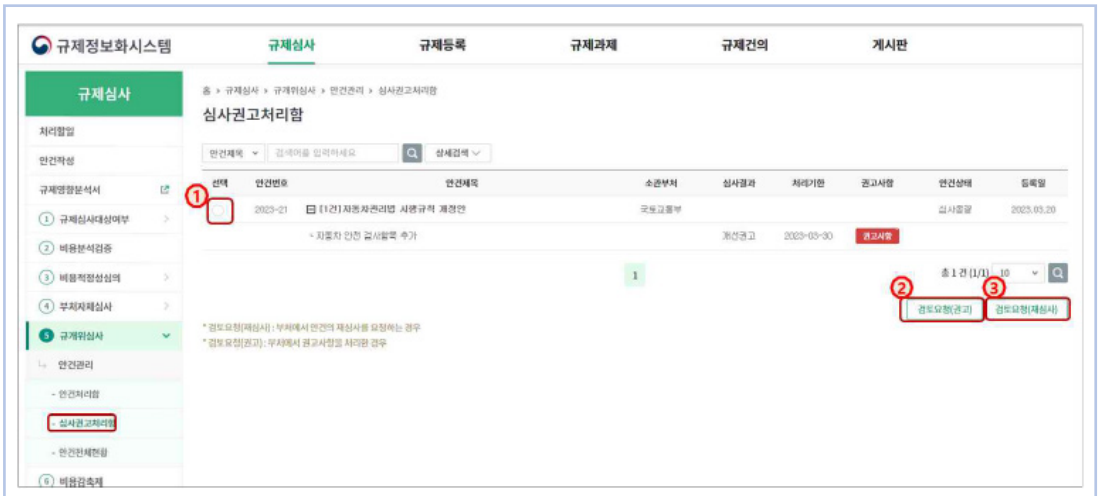 규제정보화시스템
규제심사 규제등록 규제과제 규제건의 게시판
규제심사
처리할일
안건작성
규제영향분석서
1 규제심사대상여부
2 비용분석검증
3 비용적정성심의
4 부처자체심사
5 규개위심사
안건관리
- 안건처리함
- 심사권고처리함
- 안건전체현황
6 비용감축제
홈 › 규제심사 › 규개위심사 › 안건관리 › 심사권고처리함
심사권고처리함
안건제목 검색어를 입력하세요. 상세검색
① 선택 안건번호 안건제목 소관부처 심사결과 처리기한 권고사항 안건상태 등록일
2023-21 [1건] 자동차관리법 시행규칙 개정안 국토교통부 심사종결 2023.03.20
- 자동차 안전 검사항목 추가 개선권고 2023-03-30 권고사항
1
총 1 건 (1/1) 10
② 검토요청(권고) ③ 검토요청(재심사)
* 검토요청(재심사) : 부처에서 안건의 재심사를 요청하는 경우
* 검토요청(권고) : 부처에서 권고사항을 처리한 경우